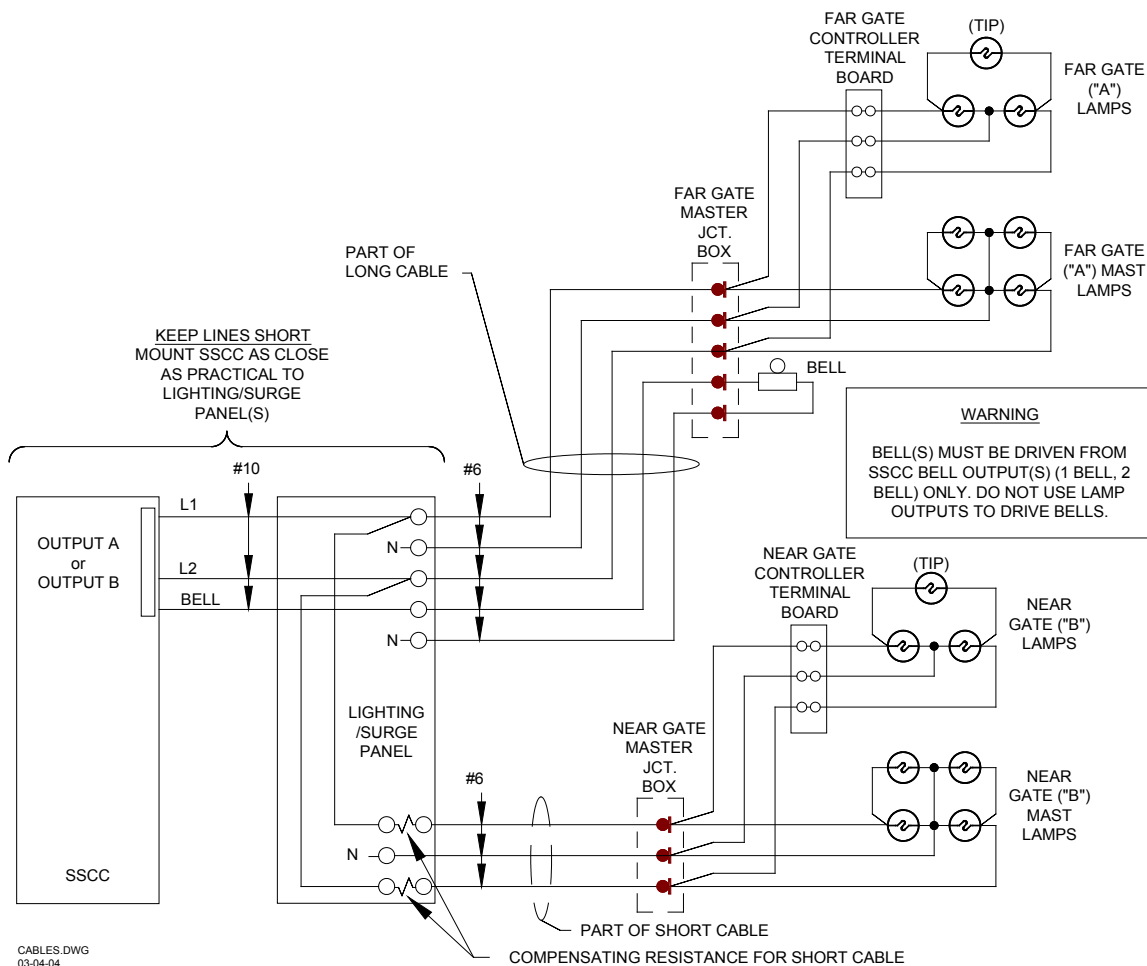 FAR GATE
CONTROLLER
TERMINAL
BOARD
(TIP)
FAR GATE
("A")
LAMPS
FAR GATE
MASTER
JCT.
BOX
PART OF
LONG CABLE
FAR GATE
("A") MAST
LAMPS
KEEP LINES SHORT
MOUNT SSCC AS CLOSE
AS PRACTICAL TO
LIGHTING/SURGE
PANEL(S)
BELL
WARNING
BELL(S) MUST BE DRIVEN FROM
SSCC BELL OUTPUT(S) (1 BELL, 2
BELL) ONLY. DO NOT USE LAMP
OUTPUTS TO DRIVE BELLS.
#10
#6
L1
OUTPUT A
or
OUTPUT B
N
L2
BELL
N
NEAR GATE
CONTROLLER
TERMINAL
BOARD
(TIP)
NEAR
GATE ("B")
LAMPS
LIGHTING
/SURGE
PANEL
NEAR GATE
MASTER
JCT.
BOX
#6
NEAR
GATE ("B")
MAST
LAMPS
N
SSCC
PART OF SHORT CABLE
COMPENSATING RESISTANCE FOR SHORT CABLE
CABLES.DWG
03-04-04